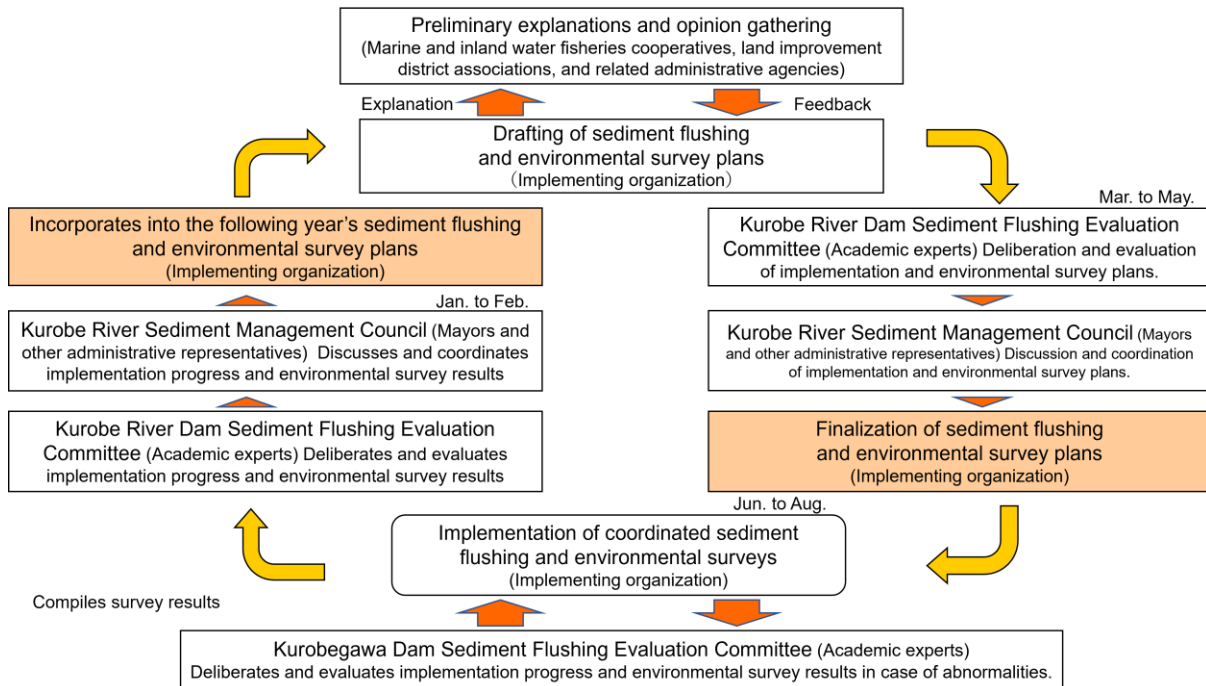 Preliminary explanations and opinion gathering
(Marine and inland water fisheries cooperatives, land improvement
district associations, and related administrative agencies)
Explanation
Feedback
Drafting of sediment flushing
and environmental survey plans
（Implementing organization）
Mar. to May.
Kurobe River Dam Sediment Flushing Evaluation
Committee (Academic experts) Deliberation and evaluation
of implementation and environmental survey plans.
Kurobe River Sediment Management Council (Mayors
and other administrative representatives) Discussion and coordination
of implementation and environmental survey plans.
Finalization of sediment flushing
and environmental survey plans
(Implementing organization)
Jun. to Aug.
Implementation of coordinated sediment
flushing and environmental surveys
(Implementing organization)
Kurobegawa Dam Sediment Flushing Evaluation Committee (Academic experts)
Deliberates and evaluates implementation progress and environmental survey results in case of abnormalities.
Compiles survey results
Kurobe River Dam Sediment Flushing Evaluation
Committee (Academic experts) Deliberates and evaluates
implementation progress and environmental survey results
Kurobe River Sediment Management Council (Mayors and
other administrative representatives) Discusses and coordinates
implementation progress and environmental survey results
Jan. to Feb.
Incorporates into the following year's sediment flushing
and environmental survey plans
(Implementing organization)